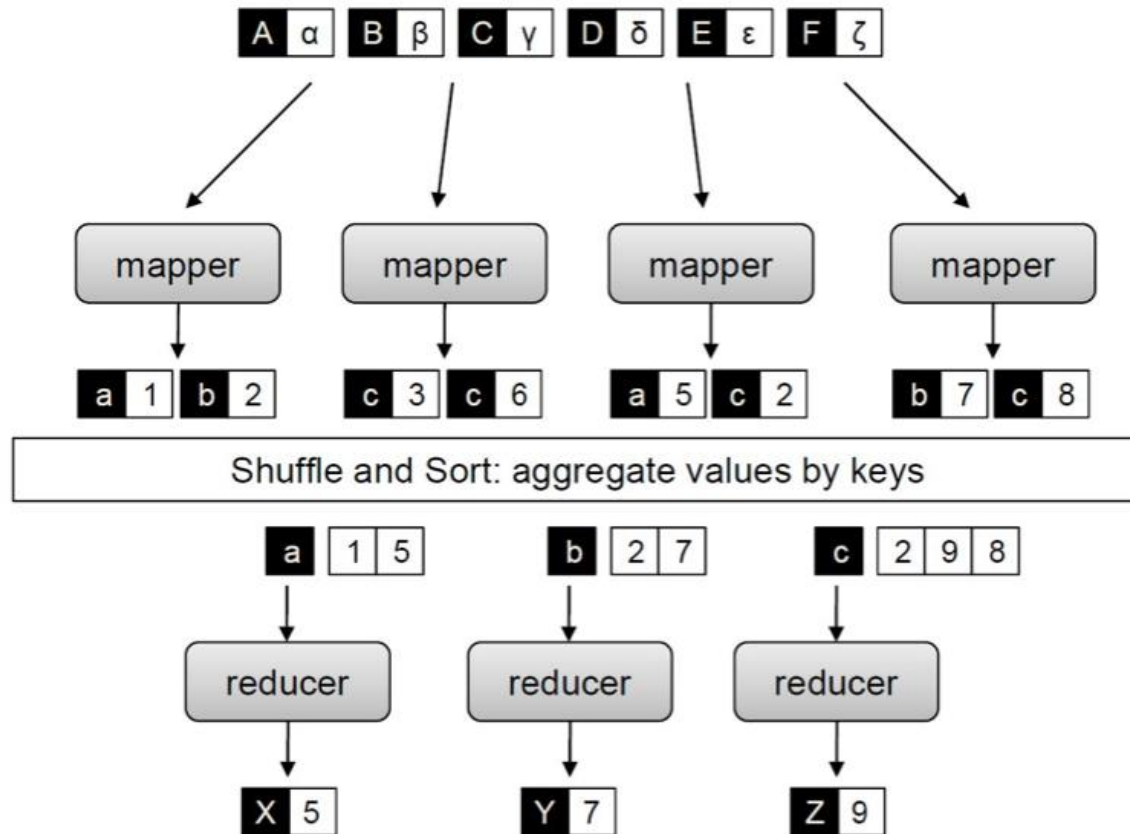 A α B β C γ D δ E ε F ζ
mapper mapper mapper mapper
a 1 b 2 c 3 c 6 a 5 c 2 b 7 c 8
Shuffle and Sort: aggregate values by keys
a 1 5 b 2 7 c 2 9 8
reducer reducer reducer
X 5 Y 7 Z 9